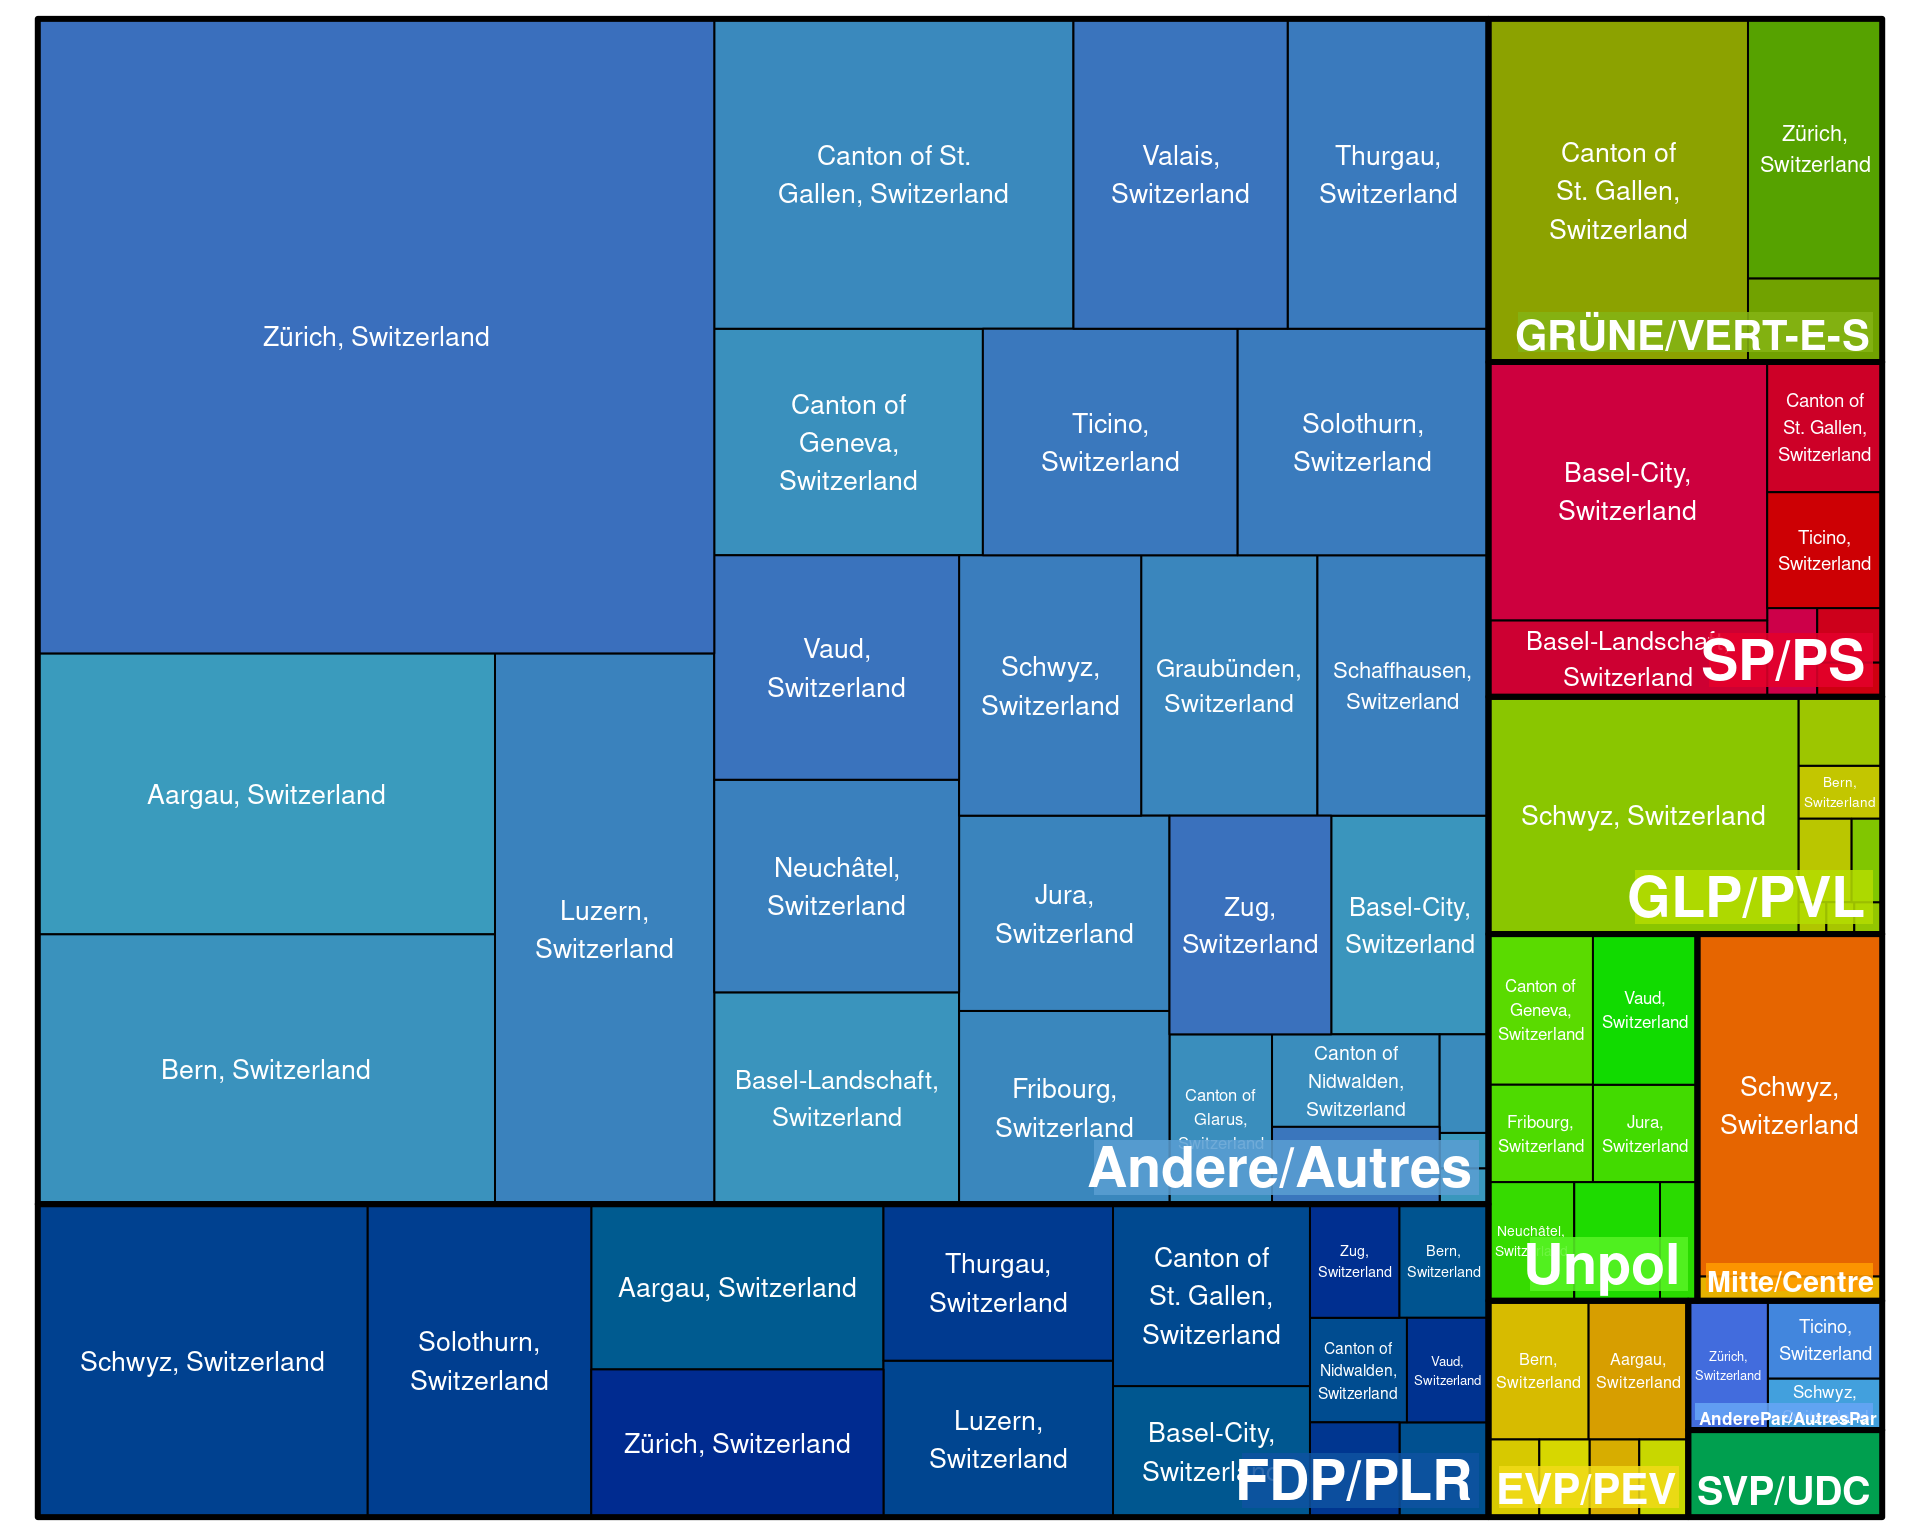 Zürich, Switzerland
Canton of St.
Gallen, Switzerland
Valais,
Switzerland
Thurgau,
Switzerland
Canton of
Geneva,
Switzerland
Ticino,
Switzerland
Solothurn,
Switzerland
Vaud,
Switzerland
Schwyz,
Switzerland
Graubünden,
Switzerland
Schaffhausen,
Switzerland
Aargau, Switzerland
Bern, Switzerland
Luzern,
Switzerland
Neuchâtel,
Switzerland
Jura,
Switzerland
Zug,
Switzerland
Basel-City,
Switzerland
Basel-Landschaft,
Switzerland
Fribourg,
Switzerland
Canton of
Glarus,
Switzerland
Canton of
Nidwalden,
Switzerland
Andere/Autres
Schwyz, Switzerland
Solothurn,
Switzerland
Aargau, Switzerland
Zürich, Switzerland
Thurgau,
Switzerland
Luzern,
Switzerland
Canton of
St. Gallen,
Switzerland
Basel-City,
Switzerland
Zug,
Switzerland
Bern,
Switzerland
Canton of
Nidwalden,
Switzerland
Vaud,
Switzerland
FDP/PLR
Canton of
St. Gallen,
Switzerland
Zürich,
Switzerland
GRÜNE/VERT-E-S
Basel-City,
Switzerland
Canton of
St. Gallen,
Switzerland
Ticino,
Switzerland
Basel-Landschaft,
Switzerland
SP/PS
Schwyz, Switzerland
Bern,
Switzerland
GLP/PVL
Canton of
Geneva,
Switzerland
Vaud,
Switzerland
Fribourg,
Switzerland
Jura,
Switzerland
Neuchâtel,
Switzerland
Unpol
Schwyz,
Switzerland
Mitte/Centre
Bern,
Switzerland
Aargau,
Switzerland
EVP/PEV
Zürich,
Switzerland
Ticino,
Switzerland
Schwyz,
AnderePar/AutresPar
SVP/UDC